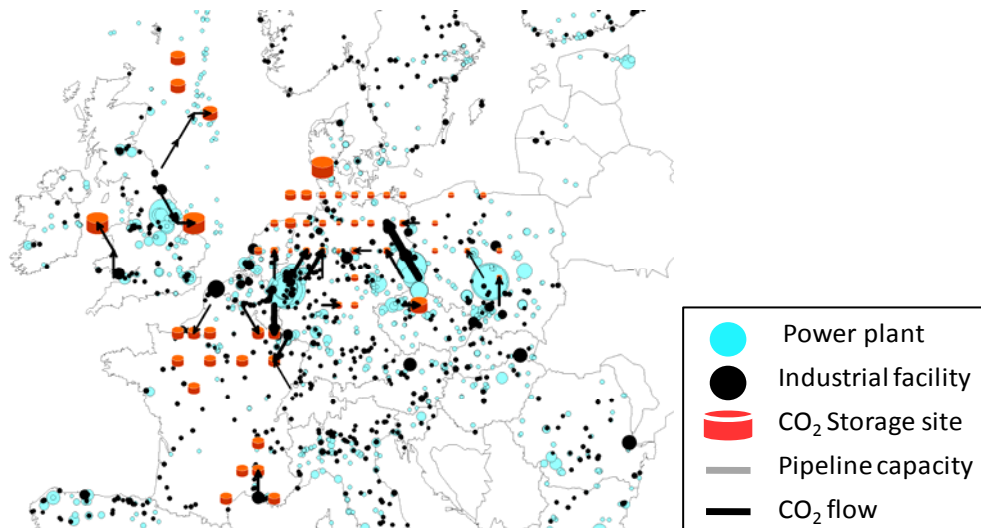 Power plant
Industrial facility
CO₂ Storage site
Pipeline capacity
CO₂ flow